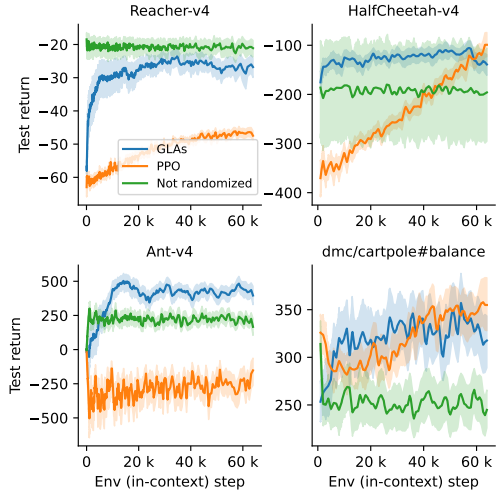 Reacher-v4
HalfCheetah-v4
Test return
−20
−30
−40
−50
−60
0
20 k
40 k
60 k
GLAs
PPO
Not randomized
−100
−200
−300
−400
0
20 k
40 k
60 k
Ant-v4
dmc/cartpole#balance
Test return
500
250
0
−250
−500
0
20 k
40 k
60 k
Env (in-context) step
350
300
250
0
20 k
40 k
60 k
Env (in-context) step